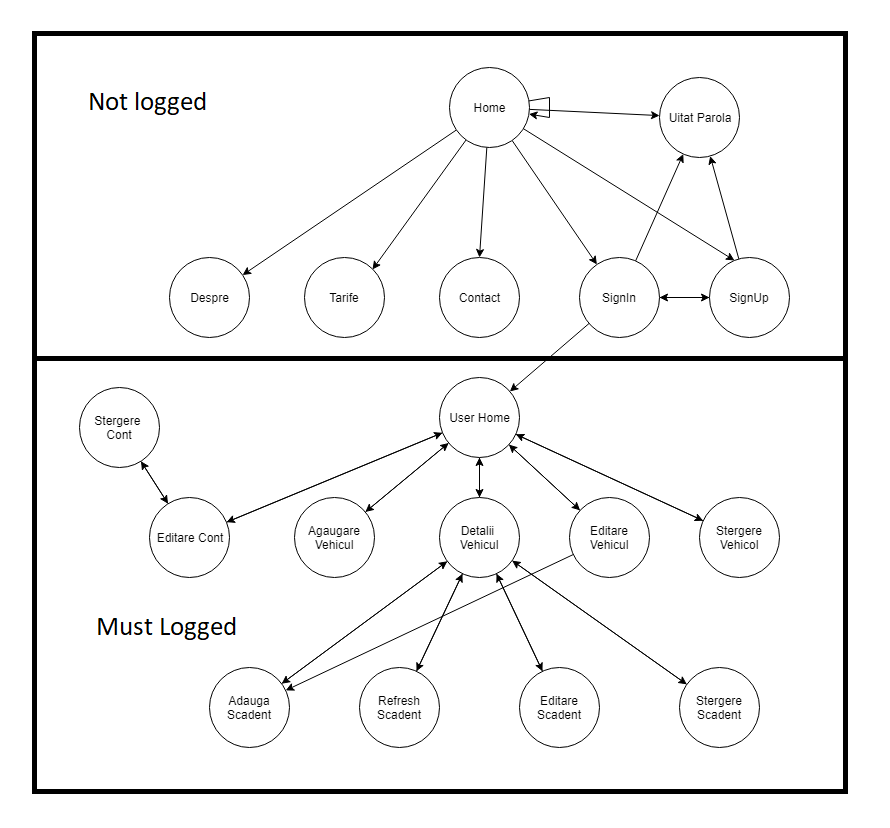 Not logged
Home
Uitat Parola
Despre
Tarife
Contact
SignIn
SignUp
Stergere
Cont
User Home
Editare Cont
Agaugare
Vehicul
Detalii
Vehicul
Editare
Vehicul
Stergere
Vehicol
Must Logged
Adauga
Scadent
Refresh
Scadent
Editare
Scadent
Stergere
Scadent